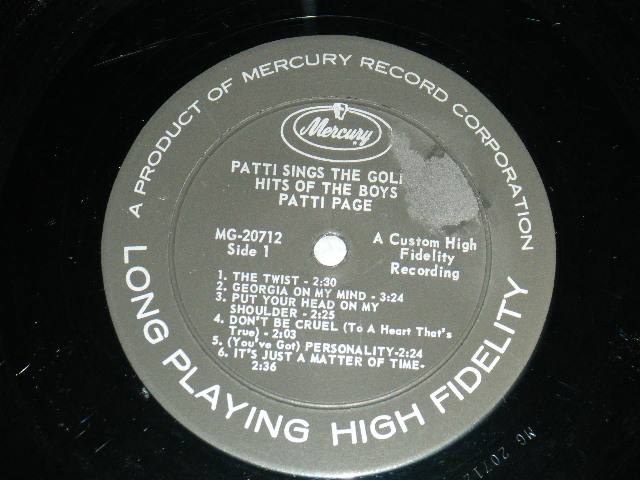 A PRODUCT OF MERCURY RECORD CORPORATION
Mercury
PATTI SINGS THE GOL
HITS OF THE BOYS
PATTI PAGE
MG-20712
Side 1
A Custom High
Fidelity
Recording
1. THE TWIST - 2:30
2. GEORGIA ON MY MIND - 3:24
3. PUT YOUR HEAD ON MY
SHOULDER - 2:25
4. DON'T BE CRUEL (To A Heart That's
True) - 2:03
5. (You've Got) PERSONALITY-2:24
6. IT'S JUST A MATTER OF TIME-
2:36
LONG PLAYING HIGH FIDELITY
MG 20712